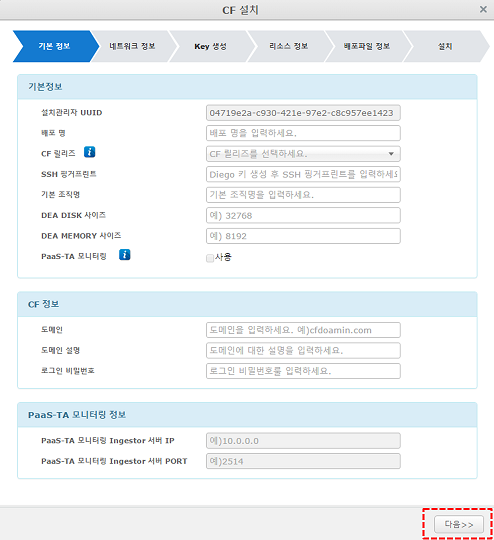 CF 설치
×
기본 정보 네트워크 정보 Key 생성 리소스 정보 배포파일 정보 설치
기본정보
설치관리자 UUID 04719e2a-c930-421e-97e2-c8c957ee1423
배포 명 배포 명을 입력하세요.
CF 릴리즈 i CF 릴리즈를 선택하세요.
SSH 핑거프린트 Diego 키 생성 후 SSH 핑거프린트를 입력하세요
기본 조직명 기본 조직명을 입력하세요.
DEA DISK 사이즈 예) 32768
DEA MEMORY 사이즈 예) 8192
PaaS-TA 모니터링 i 사용
CF 정보
도메인 도메인을 입력하세요. 예)cfdoamin.com
도메인 설명 도메인에 대한 설명을 입력하세요.
로그인 비밀번호 로그인 비밀번호를 입력하세요.
PaaS-TA 모니터링 정보
PaaS-TA 모니터링 Ingestor 서버 IP 예)10.0.0.0
PaaS-TA 모니터링 Ingestor 서버 PORT 예)2514
다음>>